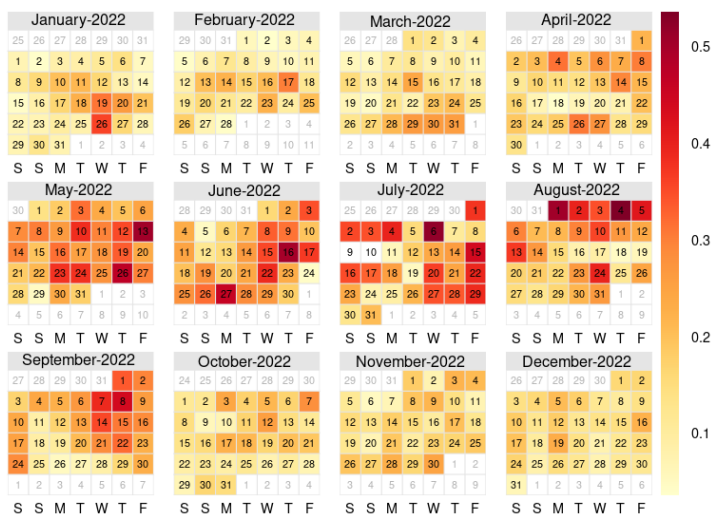 January-2022
25 26 27 28 29 30 31
1 2 3 4 5 6 7
8 9 10 11 12 13 14
15 16 17 18 19 20 21
22 23 24 25 26 27 28
29 30 31 1 2 3 4
S S M T W T F
February-2022
29 30 31 1 2 3 4
5 6 7 8 9 10 11
12 13 14 15 16 17 18
19 20 21 22 23 24 25
26 27 28 1 2 3 4
5 6 7 8 9 10 11
S S M T W T F
March-2022
26 27 28 1 2 3 4
5 6 7 8 9 10 11
12 13 14 15 16 17 18
19 20 21 22 23 24 25
26 27 28 29 30 31 1
2 3 4 5 6 7 8
S S M T W T F
April-2022
26 27 28 29 30 31 1
2 3 4 5 6 7 8
9 10 11 12 13 14 15
16 17 18 19 20 21 22
23 24 25 26 27 28 29
30 1 2 3 4 5 6
S S M T W T F
May-2022
30 1 2 3 4 5 6
7 8 9 10 11 12 13
14 15 16 17 18 19 20
21 22 23 24 25 26 27
28 29 30 31 1 2 3
4 5 6 7 8 9 10
S S M T W T F
June-2022
28 29 30 31 1 2 3
4 5 6 7 8 9 10
11 12 13 14 15 16 17
18 19 20 21 22 23 24
25 26 27 28 29 30 1
2 3 4 5 6 7 8
S S M T W T F
July-2022
25 26 27 28 29 30 1
2 3 4 5 6 7 8
9 10 11 12 13 14 15
16 17 18 19 20 21 22
23 24 25 26 27 28 29
30 31 1 2 3 4 5
S S M T W T F
August-2022
30 31 1 2 3 4 5
6 7 8 9 10 11 12
13 14 15 16 17 18 19
20 21 22 23 24 25 26
27 28 29 30 31 1 2
3 4 5 6 7 8 9
S S M T W T F
September-2022
27 28 29 30 31 1 2
3 4 5 6 7 8 9
10 11 12 13 14 15 16
17 18 19 20 21 22 23
24 25 26 27 28 29 30
1 2 3 4 5 6 7
S S M T W T F
October-2022
24 25 26 27 28 29 30
1 2 3 4 5 6 7
8 9 10 11 12 13 14
15 16 17 18 19 20 21
22 23 24 25 26 27 28
29 30 31 1 2 3 4
S S M T W T F
November-2022
29 30 31 1 2 3 4
5 6 7 8 9 10 11
12 13 14 15 16 17 18
19 20 21 22 23 24 25
26 27 28 29 30 1 2
3 4 5 6 7 8 9
S S M T W T F
December-2022
26 27 28 29 30 1 2
3 4 5 6 7 8 9
10 11 12 13 14 15 16
17 18 19 20 21 22 23
24 25 26 27 28 29 30
31 1 2 3 4 5 6
S S M T W T F
0.5
0.4
0.3
0.2
0.1